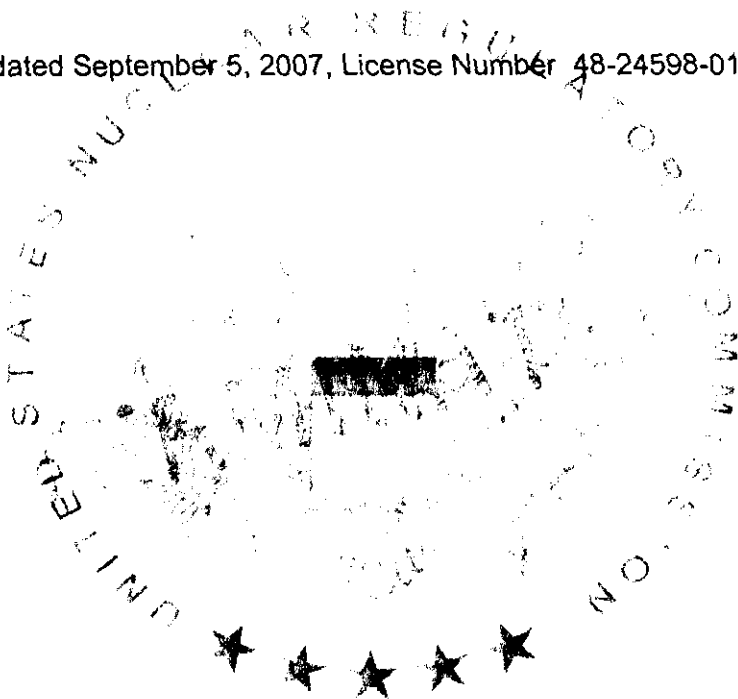 dated September 5, 2007, License Number 48-24598-01
UNITED STATES NUCLEAR REGULATORY COMMISSION